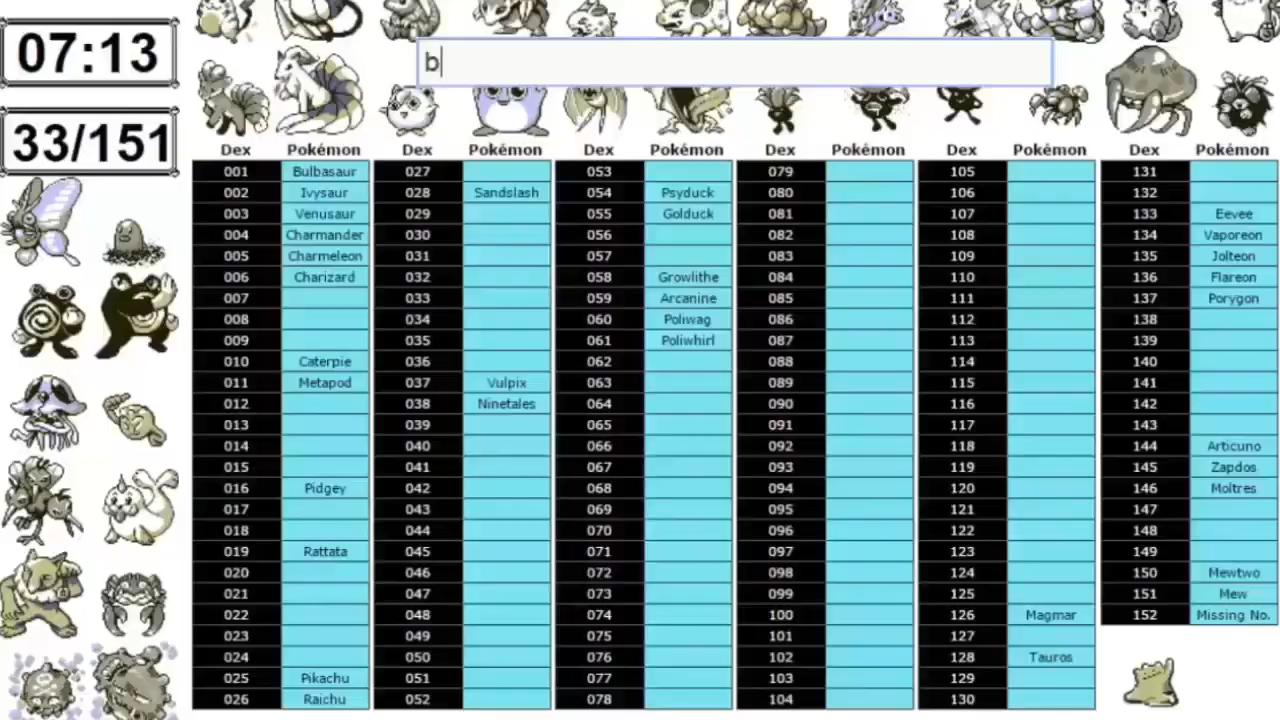 07:13
b
33/151
Dex Pokémon Dex Pokémon Dex Pokémon Dex Pokémon Dex Pokémon Dex Pokémon
001 Bulbasaur 027 053 079 105 131
002 Ivysaur 028 Sandslash 054 Psyduck 080 106 132
003 Venusaur 029 055 Golduck 081 107 133 Eevee
004 Charmander 030 056 082 108 134 Vaporeon
005 Charmeleon 031 057 083 109 135 Jolteon
006 Charizard 032 058 Growlithe 084 110 136 Flareon
007 033 059 Arcanine 085 111 137 Porygon
008 034 060 Poliwag 086 112 138
009 035 061 Poliwhirl 087 113 139
010 Caterpie 036 062 088 114 140
011 Metapod 037 Vulpix 063 089 115 141
012 038 Ninetales 064 090 116 142
013 039 065 091 117 143
014 040 066 092 118 144 Articuno
015 041 067 093 119 145 Zapdos
016 Pidgey 042 068 094 120 146 Moltres
017 043 069 095 121 147
018 044 070 096 122 148
019 Rattata 045 071 097 123 149
020 046 072 098 124 150 Mewtwo
021 047 073 099 125 151 Mew
022 048 074 100 126 Magmar 152 Missing No.
023 049 075 101 127
024 050 076 102 128 Tauros
025 Pikachu 051 077 103 129
026 Raichu 052 078 104 130